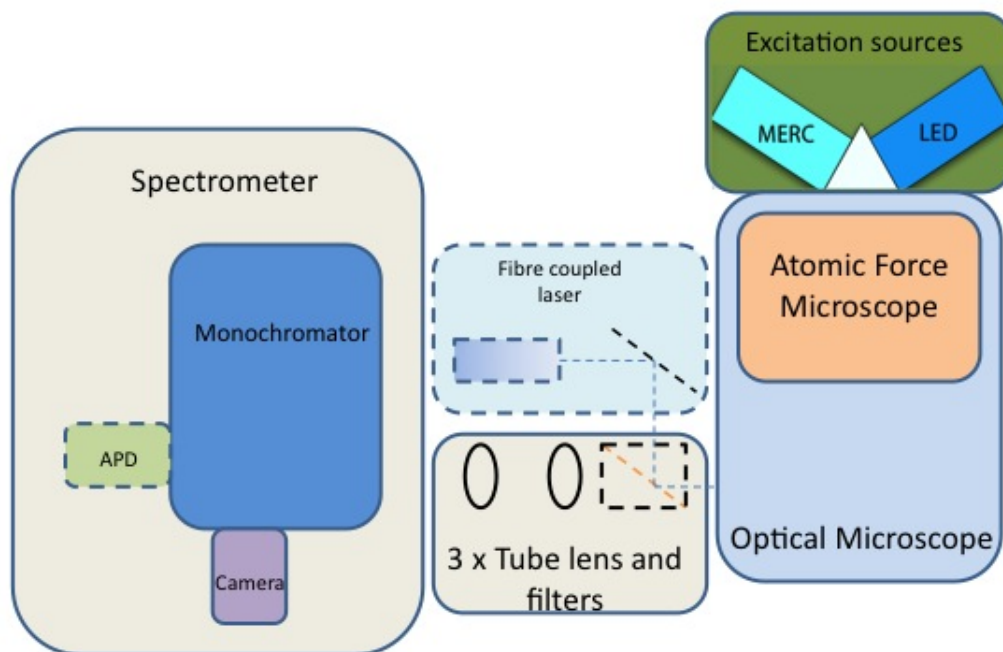 Excitation sources
MERC
LED
Spectrometer
Monochromator
APD
Camera
Fibre coupled
laser
3 x Tube lens and
filters
Atomic Force
Microscope
Optical Microscope